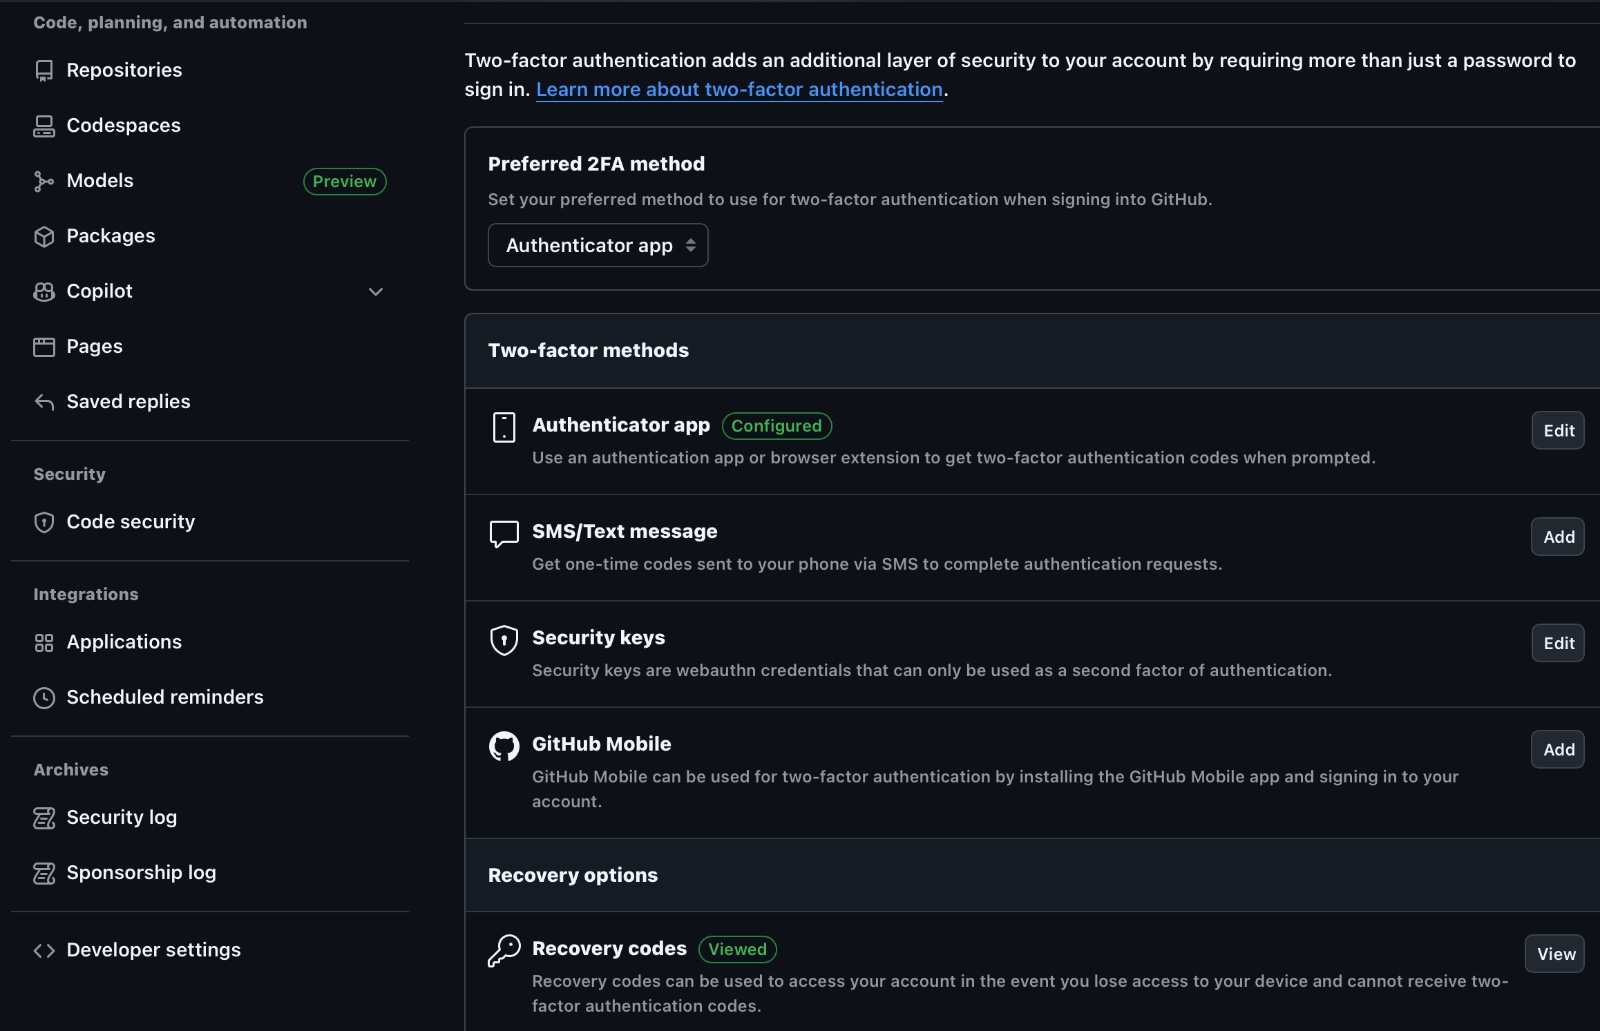 Code, planning, and automation
Repositories
Codespaces
Models Preview
Packages
Copilot
Pages
Saved replies
Security
Code security
Integrations
Applications
Scheduled reminders
Archives
Security log
Sponsorship log
Developer settings
Two-factor authentication adds an additional layer of security to your account by requiring more than just a password to
sign in. Learn more about two-factor authentication.
Preferred 2FA method
Set your preferred method to use for two-factor authentication when signing into GitHub.
Authenticator app
Two-factor methods
Authenticator app Configured
Use an authentication app or browser extension to get two-factor authentication codes when prompted.
Edit
SMS/Text message
Get one-time codes sent to your phone via SMS to complete authentication requests.
Add
Security keys
Security keys are webauthn credentials that can only be used as a second factor of authentication.
Edit
GitHub Mobile
GitHub Mobile can be used for two-factor authentication by installing the GitHub Mobile app and signing in to your
account.
Add
Recovery options
Recovery codes Viewed
Recovery codes can be used to access your account in the event you lose access to your device and cannot receive two-
factor authentication codes.
View